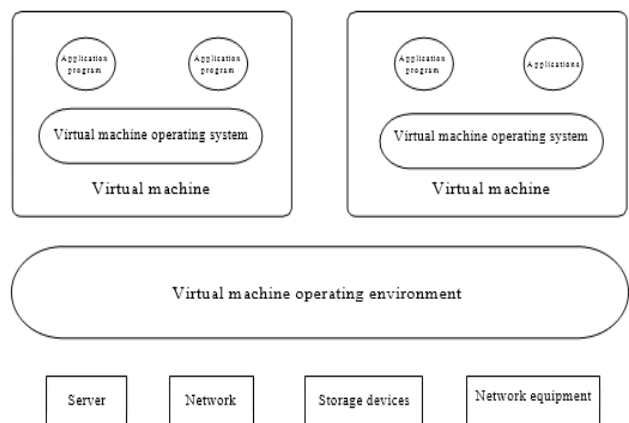 Application
program
Application
program
Virtual machine operating system
Virtual machine
Application
program
Applications
Virtual machine operating system
Virtual machine
Virtual machine operating environment
Server
Network
Storage devices
Network equipment